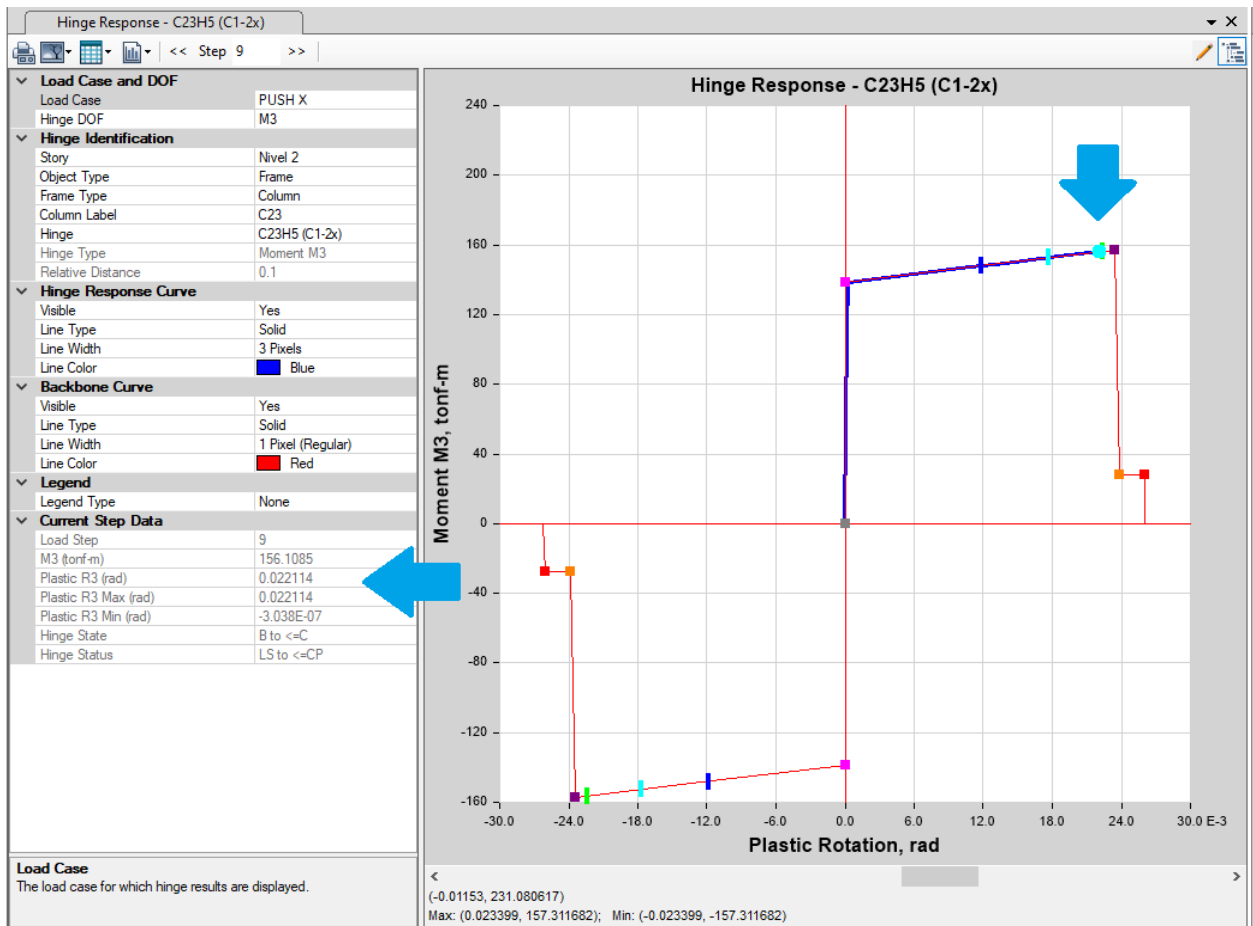 Hinge Response - C23H5 (C1-2x)
<< Step 9 >>
Load Case and DOF
Load Case PUSH X
Hinge DOF M3
Hinge Identification
Story Nivel 2
Object Type Frame
Frame Type Column
Column Label C23
Hinge C23H5 (C1-2x)
Hinge Type Moment M3
Relative Distance 0.1
Hinge Response Curve
Visible Yes
Line Type Solid
Line Width 3 Pixels
Line Color Blue
Backbone Curve
Visible Yes
Line Type Solid
Line Width 1 Pixel (Regular)
Line Color Red
Legend
Legend Type None
Current Step Data
Load Step 9
M3 (tonf-m) 156.1085
Plastic R3 (rad) 0.022114
Plastic R3 Max (rad) 0.022114
Plastic R3 Min (rad) -3.038E-07
Hinge State B to <=C
Hinge Status LS to <=CP
Load Case
The load case for which hinge results are displayed.
Hinge Response - C23H5 (C1-2x)
240
200
160
120
80
40
0
-40
-80
-120
-160
Moment M3, tonf-m
-30.0 -24.0 -18.0 -12.0 -6.0 0.0 6.0 12.0 18.0 24.0 30.0 E-3
Plastic Rotation, rad
(-0.01153, 231.080617)
Max: (0.023399, 157.311682); Min: (-0.023399, -157.311682)